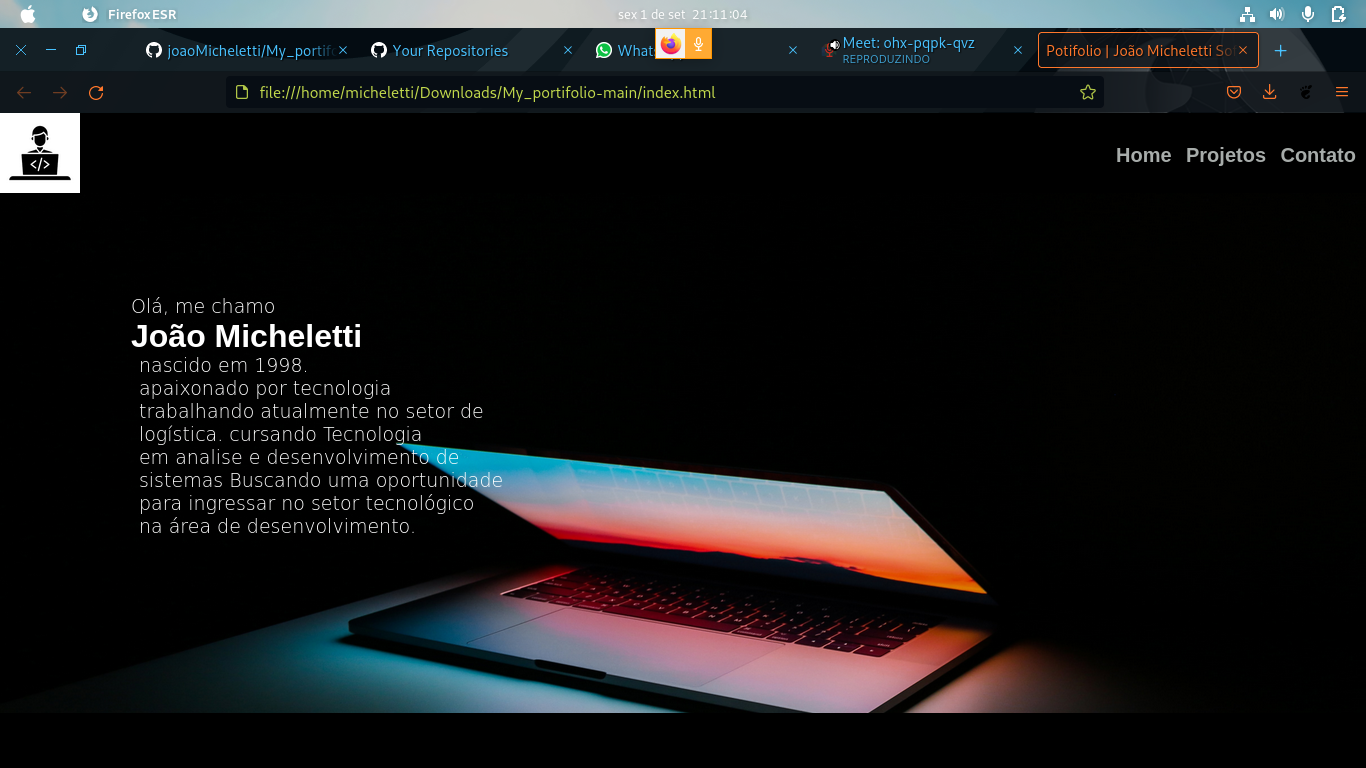 Firefox ESR
sex 1 de set 21:11:04
joaoMicheletti/My_portif
Your Repositories
Meet: ohx-pqpk-qvz
REPRODUZINDO
Potifolio | João Micheletti
file:///home/micheletti/Downloads/My_portifolio-main/index.html
</>
Home Projetos Contato
Olá, me chamo
João Micheletti
nascido em 1998.
apaixonado por tecnologia
trabalhando atualmente no setor de
logística. cursando Tecnologia
em analise e desenvolvimento de
sistemas Buscando uma oportunidade
para ingressar no setor tecnológico
na área de desenvolvimento.